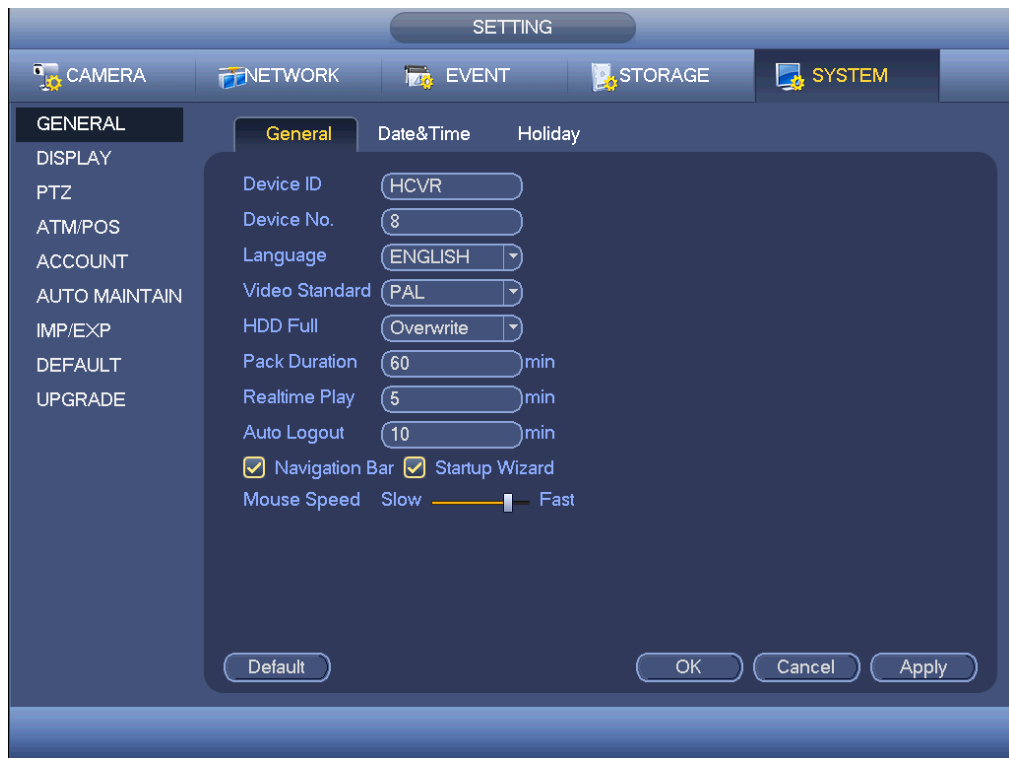 SETTING
CAMERA NETWORK EVENT STORAGE SYSTEM
GENERAL
DISPLAY
PTZ
ATM/POS
ACCOUNT
AUTO MAINTAIN
IMP/EXP
DEFAULT
UPGRADE
General Date&Time Holiday
Device ID HCVR
Device No. 8
Language ENGLISH
Video Standard PAL
HDD Full Overwrite
Pack Duration 60 min
Realtime Play 5 min
Auto Logout 10 min
Navigation Bar Startup Wizard
Mouse Speed Slow Fast
Default OK Cancel Apply